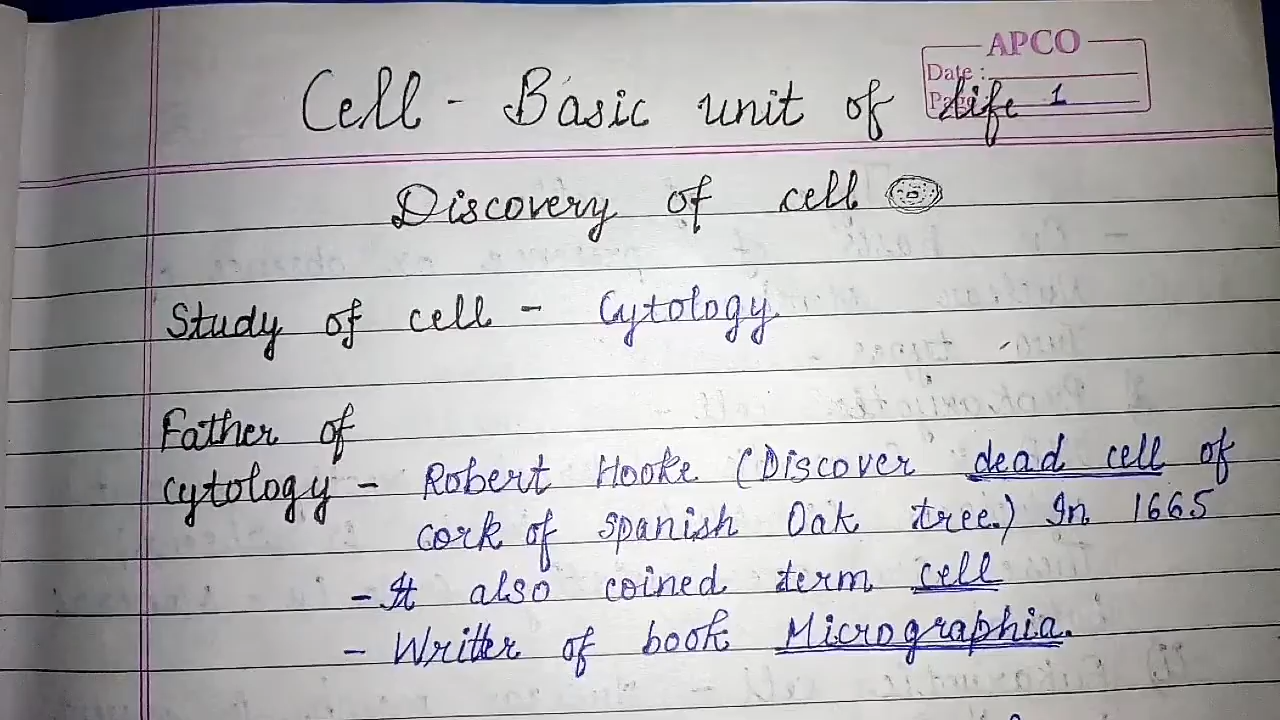 APCO
Date :
Page 1
Cell - Basic unit of life
Discovery of cell
Study of cell - Cytology
Father of
cytology - Robert Hooke (Discover dead cell of
cork of spanish Oak tree.) In 1665
- It also coined term cell
- Writter of book Micrographia.